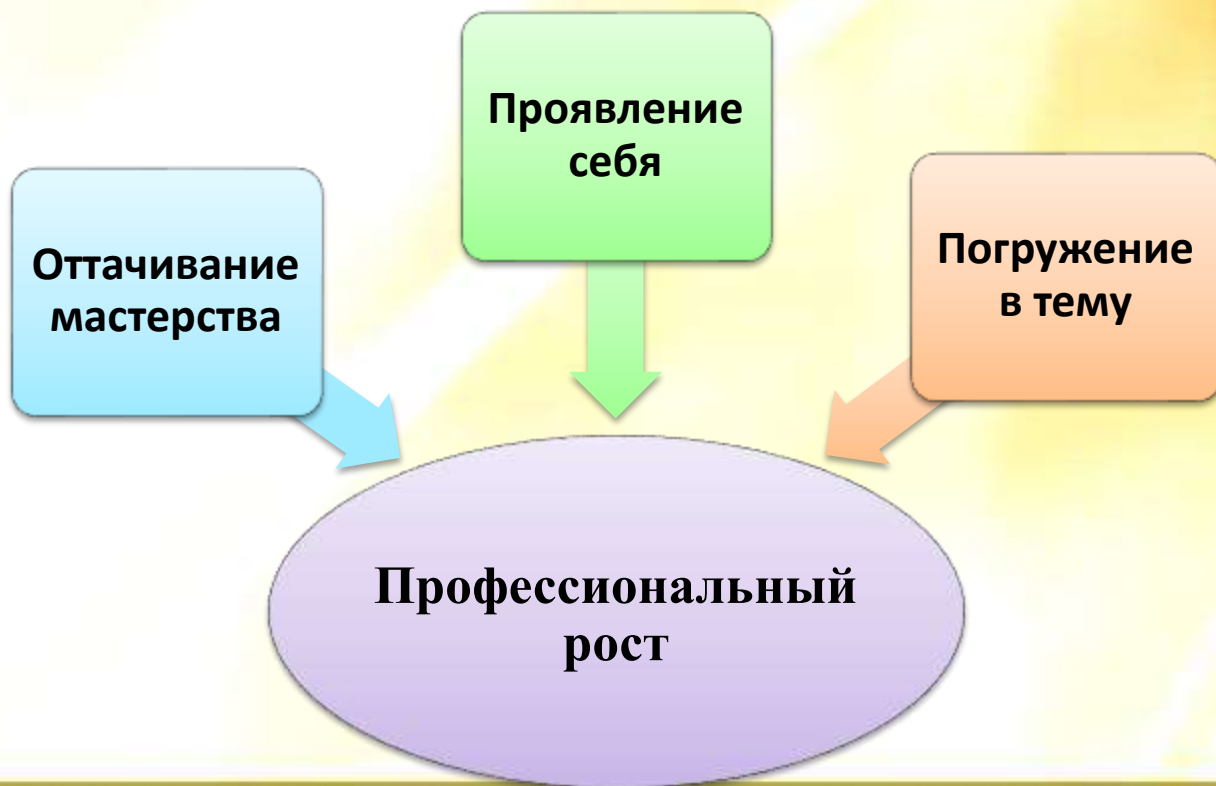 Проявление
себя
Оттачивание
мастерства
Погружение
в тему
Профессиональный
рост